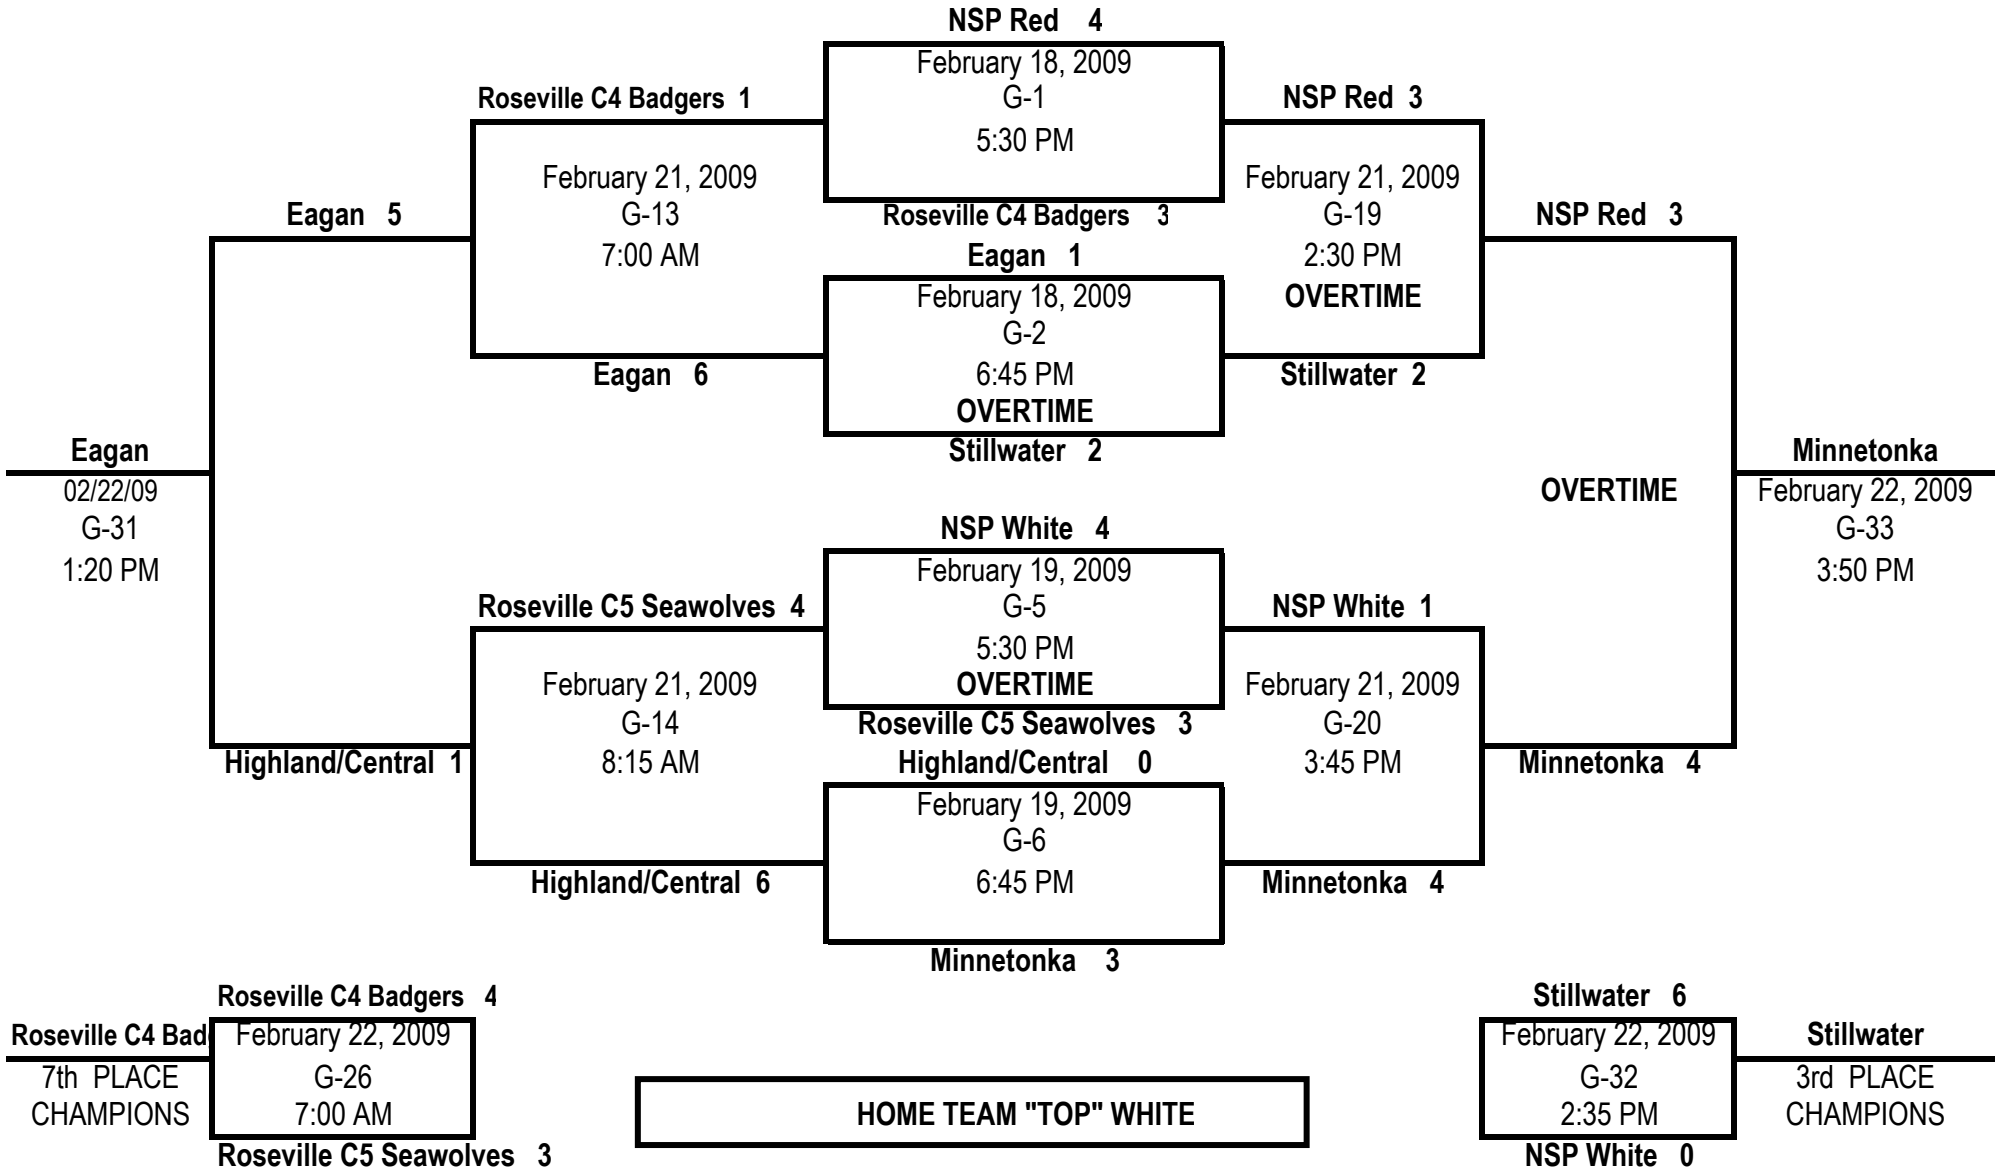 NSP Red 4
February 18, 2009
G-1
5:30 PM
Roseville C4 Badgers 3
Eagan 1
February 18, 2009
G-2
6:45 PM
OVERTIME
Stillwater 2
NSP White 4
February 19, 2009
G-5
5:30 PM
OVERTIME
Roseville C5 Seawolves 3
Highland/Central 0
February 19, 2009
G-6
6:45 PM
Minnetonka 3
Roseville C4 Badgers 1
February 21, 2009
G-13
7:00 AM
Eagan 6
Roseville C5 Seawolves 4
February 21, 2009
G-14
8:15 AM
Highland/Central 6
Eagan 5
Highland/Central 1
Eagan
02/22/09
G-31
1:20 PM
NSP Red 3
February 21, 2009
G-19
2:30 PM
OVERTIME
Stillwater 2
NSP White 1
February 21, 2009
G-20
3:45 PM
Minnetonka 4
NSP Red 3
OVERTIME
Minnetonka 4
Minnetonka
February 22, 2009
G-33
3:50 PM
Roseville C4 Badgers 4
Roseville C4 Bad
February 22, 2009
7th PLACE
G-26
CHAMPIONS
7:00 AM
Roseville C5 Seawolves 3
HOME TEAM "TOP" WHITE
Stillwater 6
February 22, 2009
Stillwater
G-32
3rd PLACE
2:35 PM
CHAMPIONS
NSP White 0